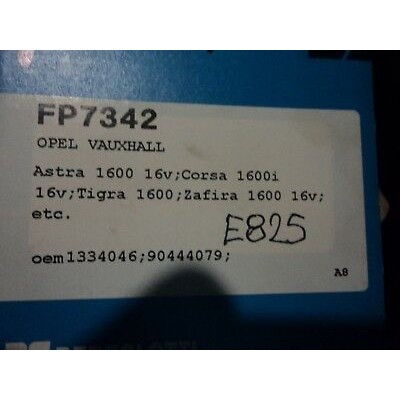 FP7342
OPEL VAUXHALL
Astra 1600 16v;Corsa 1600i
16v;Tigra 1600;Zafira 1600 16v;
etc.
E825
oem1334046;90444079;
A8